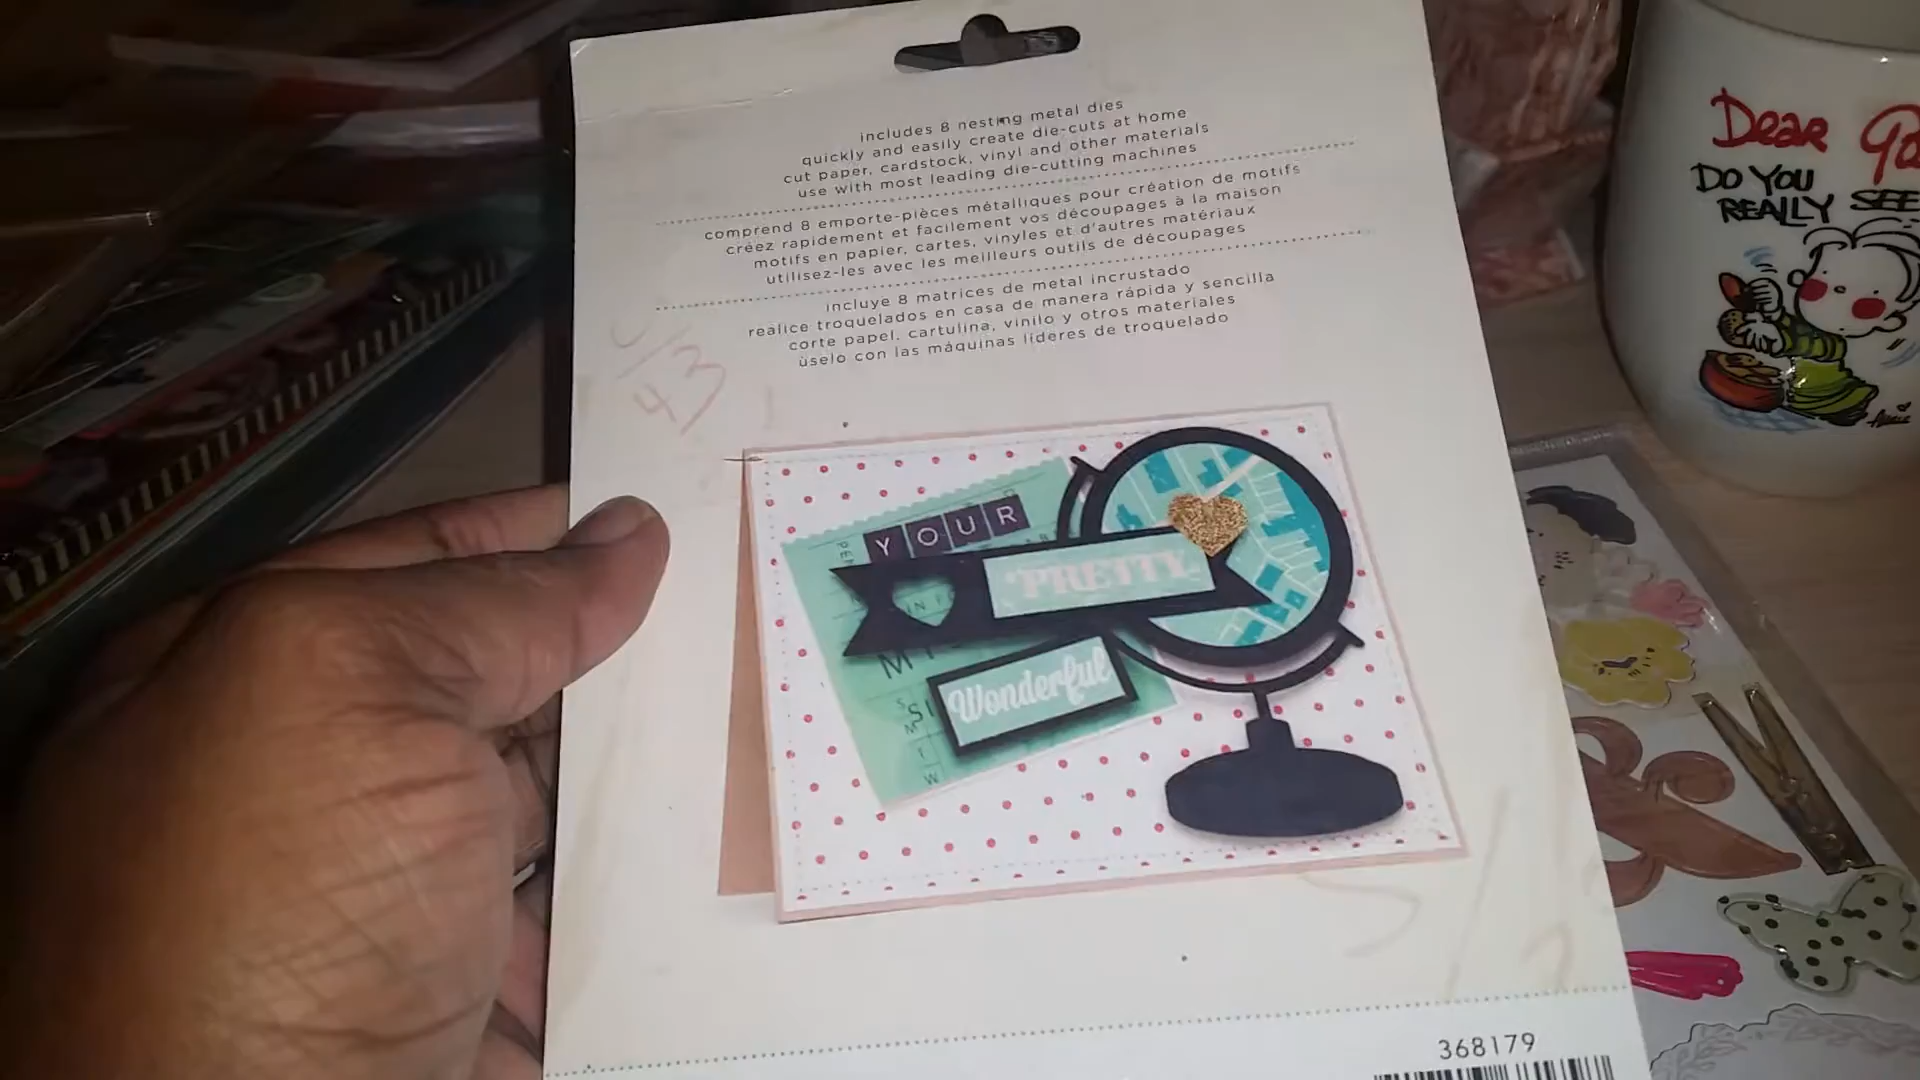 includes 8 nesting metal dies
quickly and easily create die-cuts at home
cut paper, cardstock, vinyl and other materials
use with most leading die-cutting machines
comprend 8 emporte-pièces métalliques pour création de motifs
créez rapidement et facilement vos découpages à la maison
motifs en papier, cartes, vinyles et d'autres matériaux
utilisez-les avec les meilleurs outils de découpages
incluye 8 matrices de metal incrustado
realice troquelados en casa de manera rápida y sencilla
corte papel, cartulina, vinilo y otros materiales
úselo con las máquinas líderes de troquelado
YOUR
PRETTY
Wonderful
368179
Dear
DO YOU
REALLY SEE